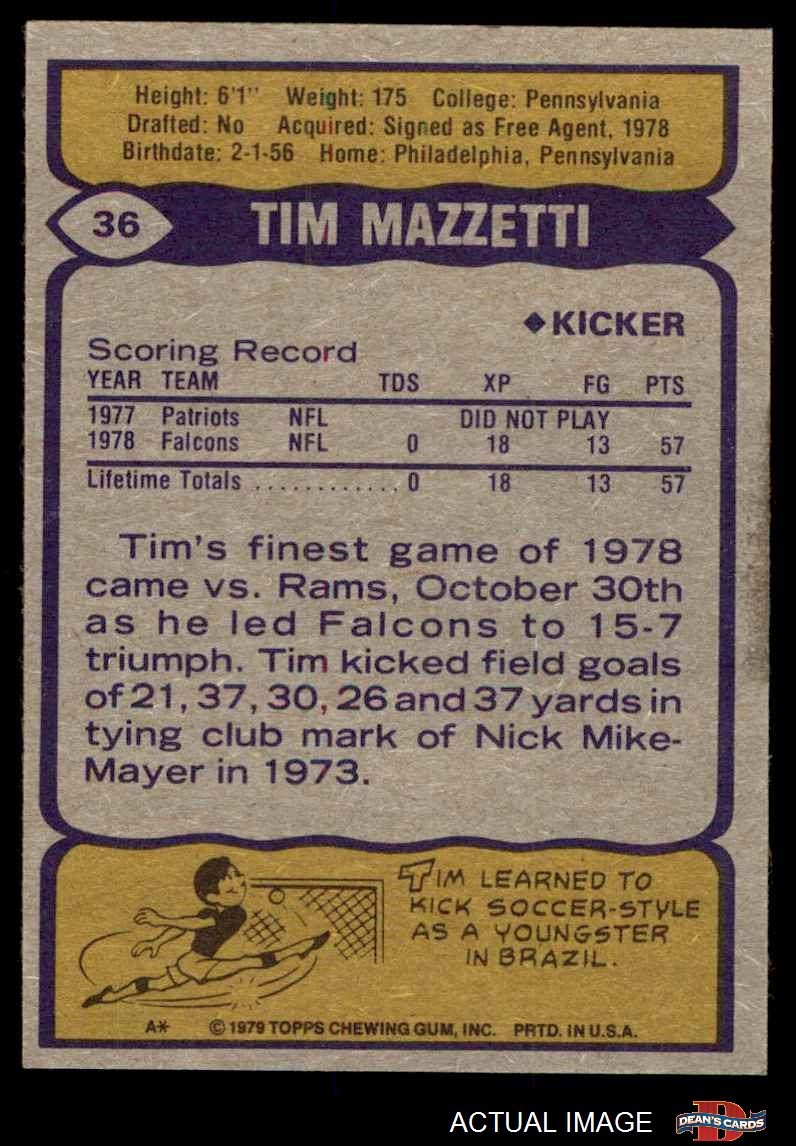 Height: 6'1" Weight: 175 College: Pennsylvania
Drafted: No Acquired: Signed as Free Agent, 1978
Birthdate: 2-1-56 Home: Philadelphia, Pennsylvania
36 TIM MAZZETTI
◆KICKER
Scoring Record
YEAR TEAM TDS XP FG PTS
1977 Patriots NFL DID NOT PLAY
1978 Falcons NFL 0 18 13 57
Lifetime Totals ............ 0 18 13 57
Tim's finest game of 1978
came vs. Rams, October 30th
as he led Falcons to 15-7
triumph. Tim kicked field goals
of 21, 37, 30, 26 and 37 yards in
tying club mark of Nick Mike-
Mayer in 1973.
TIM LEARNED TO
KICK SOCCER-STYLE
AS A YOUNGSTER
IN BRAZIL.
A* © 1979 TOPPS CHEWING GUM, INC. PRTD. IN U.S.A.
ACTUAL IMAGE
D
DEAN'S CARDS